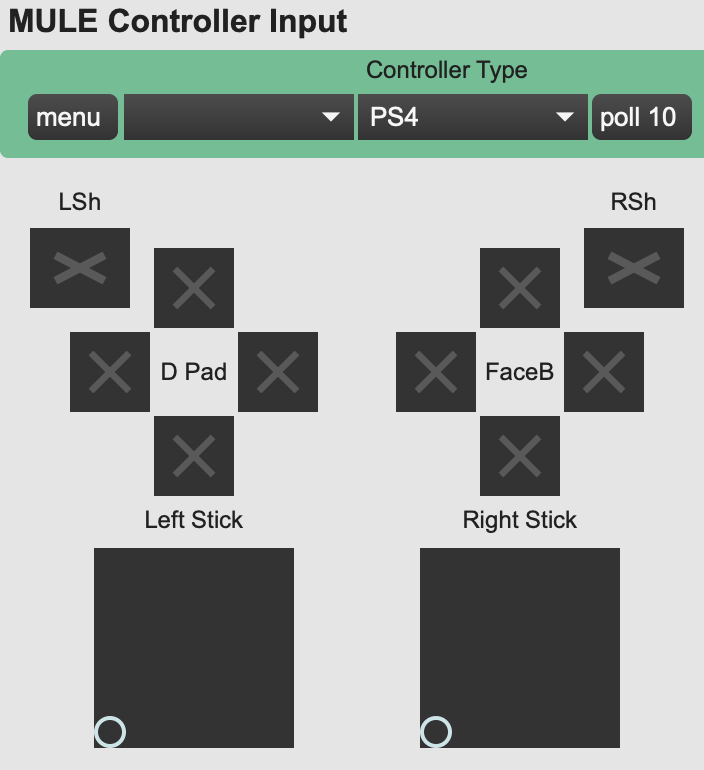 MULE Controller Input
Controller Type
menu PS4 poll 10
LSh RSh
D Pad FaceB
Left Stick Right Stick